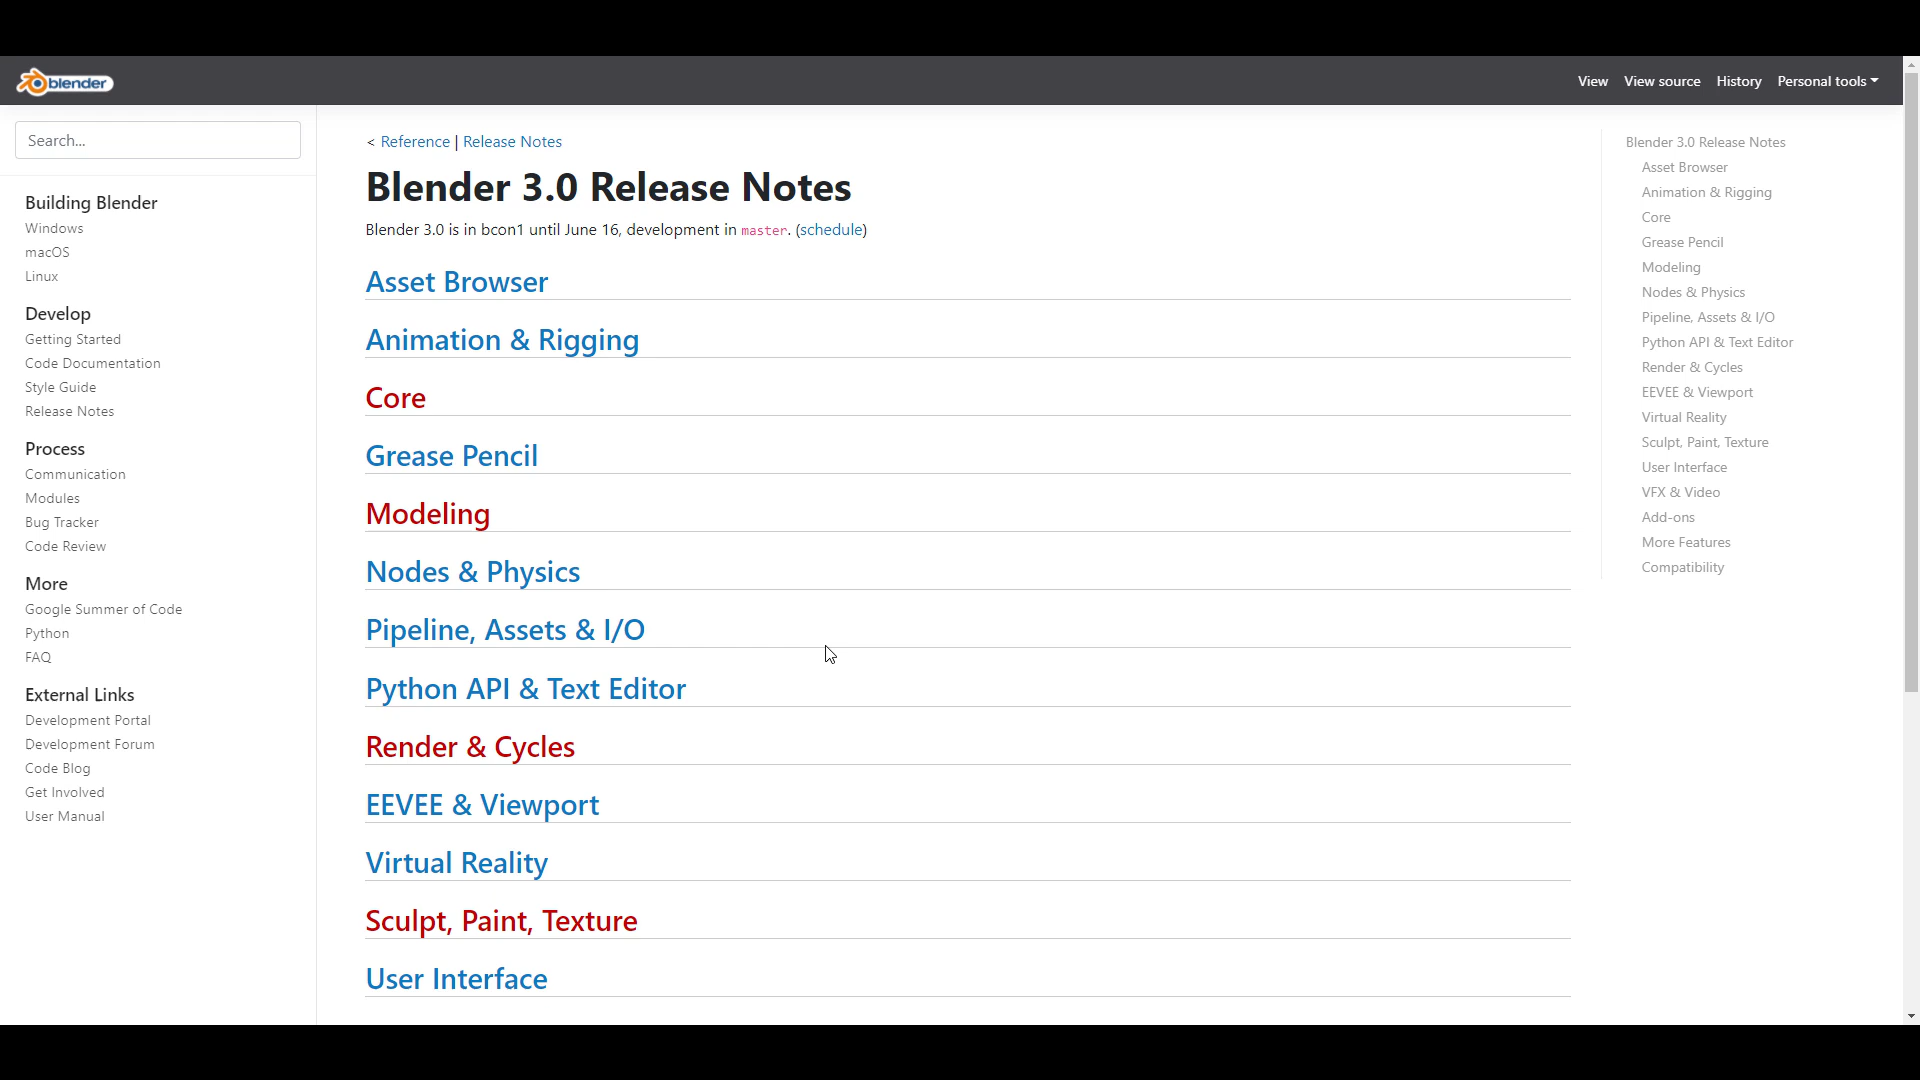 blender
View View source History Personal tools
Search...
Building Blender
Windows
macOS
Linux
Develop
Getting Started
Code Documentation
Style Guide
Release Notes
Process
Communication
Modules
Bug Tracker
Code Review
More
Google Summer of Code
Python
FAQ
External Links
Development Portal
Development Forum
Code Blog
Get Involved
User Manual
< Reference | Release Notes
Blender 3.0 Release Notes
Blender 3.0 is in bcon1 until June 16, development in master. (schedule)
Asset Browser
Animation & Rigging
Core
Grease Pencil
Modeling
Nodes & Physics
Pipeline, Assets & I/O
Python API & Text Editor
Render & Cycles
EEVEE & Viewport
Virtual Reality
Sculpt, Paint, Texture
User Interface
Blender 3.0 Release Notes
Asset Browser
Animation & Rigging
Core
Grease Pencil
Modeling
Nodes & Physics
Pipeline, Assets & I/O
Python API & Text Editor
Render & Cycles
EEVEE & Viewport
Virtual Reality
Sculpt, Paint, Texture
User Interface
VFX & Video
Add-ons
More Features
Compatibility